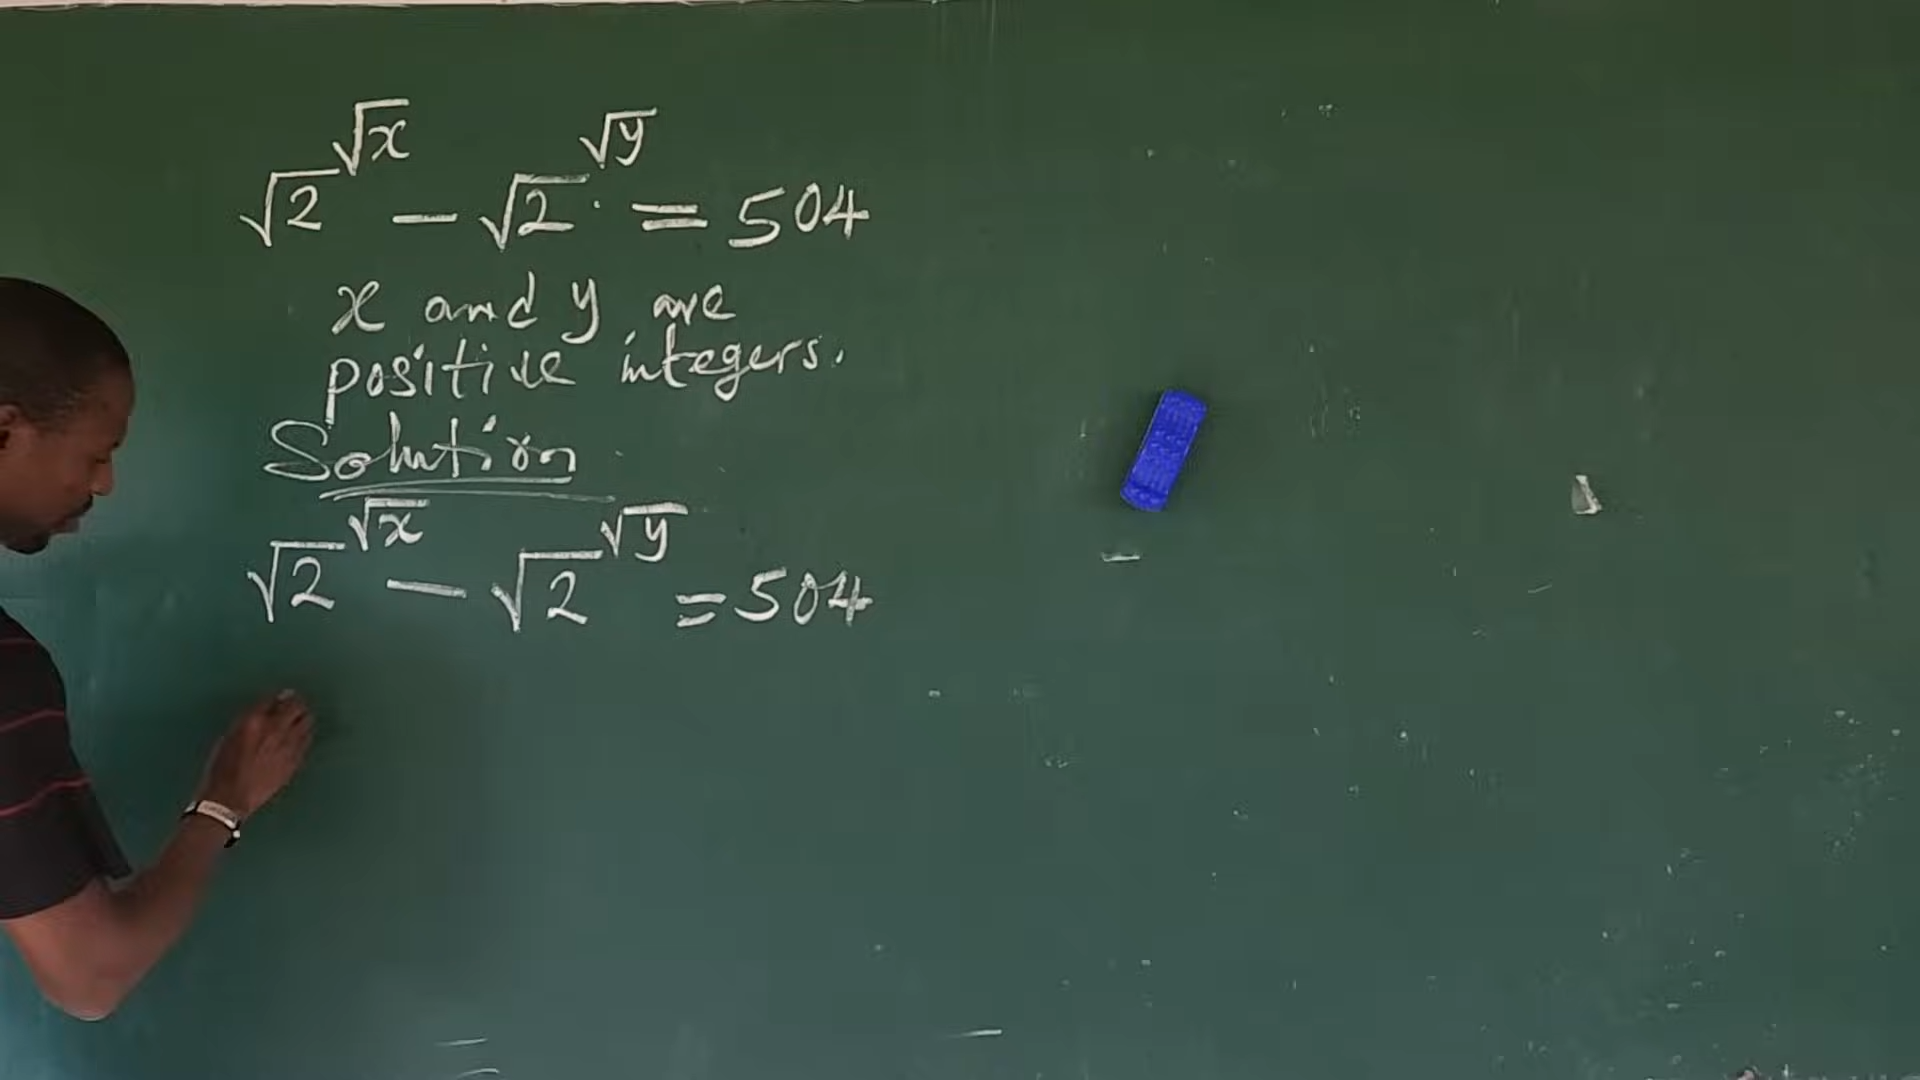 √2^√x − √2^√y = 504
x and y are
positive integers.
Solution
√2^√x − √2^√y = 504